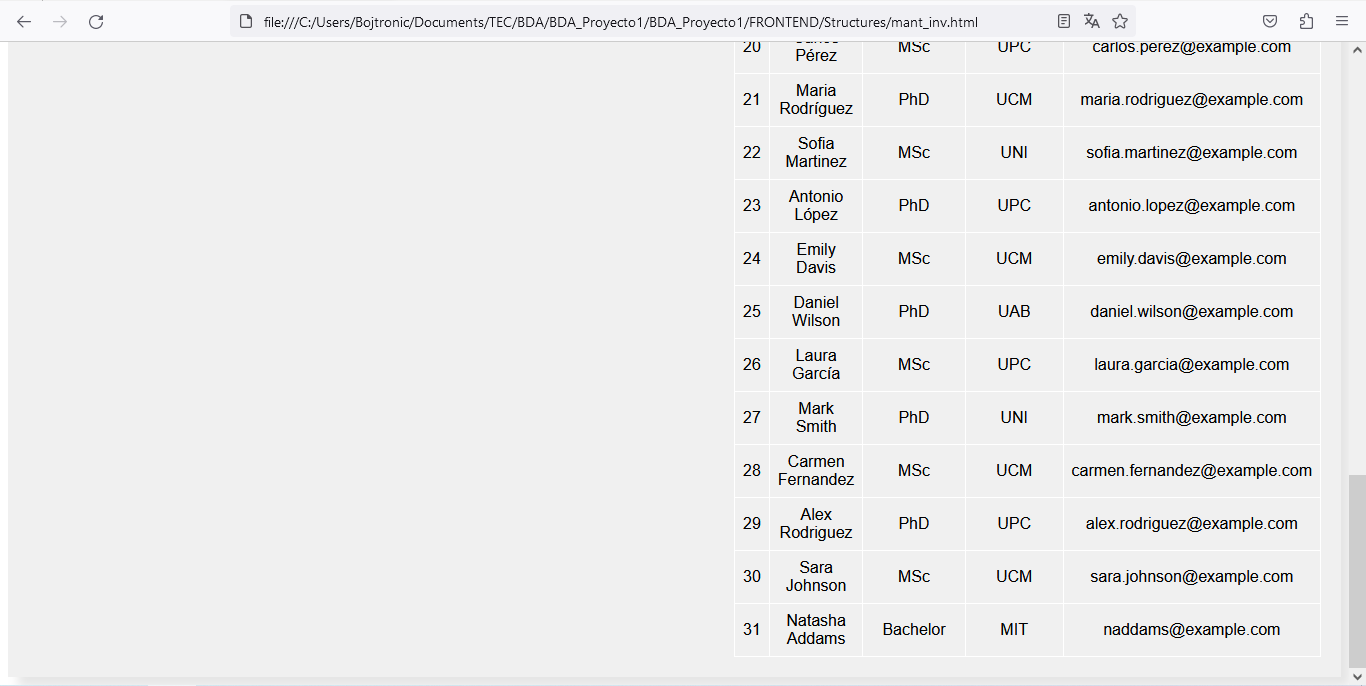 file:///C:/Users/Bojtronic/Documents/TEC/BDA/BDA_Proyecto1/BDA_Proyecto1/FRONTEND/Structures/mant_inv.html
20 Carlos Pérez MSc UPC carlos.perez@example.com
21 Maria Rodríguez PhD UCM maria.rodriguez@example.com
22 Sofia Martinez MSc UNI sofia.martinez@example.com
23 Antonio López PhD UPC antonio.lopez@example.com
24 Emily Davis MSc UCM emily.davis@example.com
25 Daniel Wilson PhD UAB daniel.wilson@example.com
26 Laura García MSc UPC laura.garcia@example.com
27 Mark Smith PhD UNI mark.smith@example.com
28 Carmen Fernandez MSc UCM carmen.fernandez@example.com
29 Alex Rodriguez PhD UPC alex.rodriguez@example.com
30 Sara Johnson MSc UCM sara.johnson@example.com
31 Natasha Addams Bachelor MIT naddams@example.com